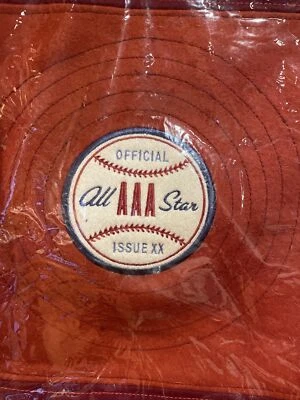 OFFICIAL
All AAA Star
ISSUE XX